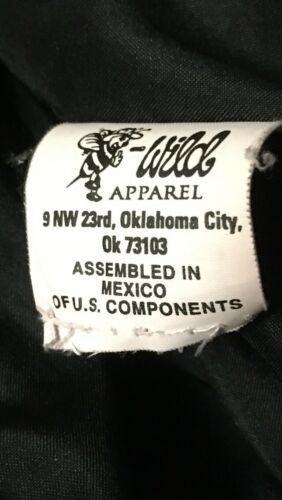 -Wild
APPAREL
9 NW 23rd, Oklahoma City,
Ok 73103
ASSEMBLED IN
MEXICO
OF U.S. COMPONENTS